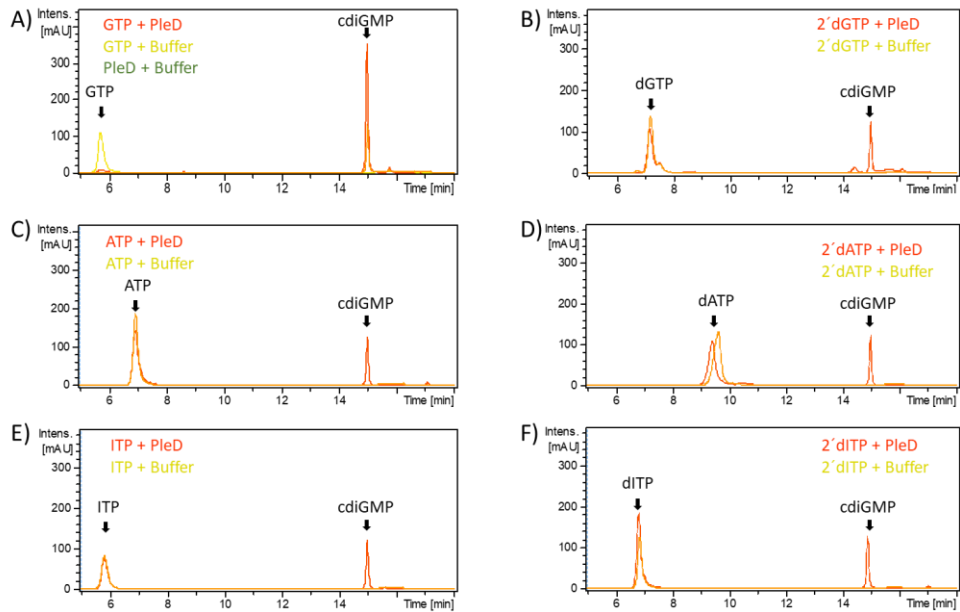 A)
Intens.
[mAU]
GTP + PleD
GTP + Buffer
PleD + Buffer
GTP
cdiGMP
300
200
100
0
6 8 10 12 14 Time [min]
B)
Intens.
[mAU]
2´dGTP + PleD
2´dGTP + Buffer
dGTP
cdiGMP
300
200
100
0
6 8 10 12 14 Time [min]
C)
Intens.
[mAU]
ATP + PleD
ATP + Buffer
ATP
cdiGMP
300
200
100
0
6 8 10 12 14 Time [min]
D)
Intens.
[mAU]
2´dATP + PleD
2´dATP + Buffer
dATP
cdiGMP
300
200
100
0
6 8 10 12 14 Time [min]
E)
Intens.
[mAU]
ITP + PleD
ITP + Buffer
ITP
cdiGMP
300
200
100
0
6 8 10 12 14 Time [min]
F)
Intens.
[mAU]
2´dITP + PleD
2´dITP + Buffer
dITP
cdiGMP
300
200
100
0
6 8 10 12 14 Time [min]